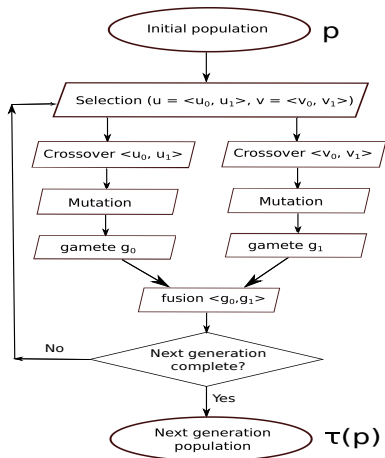 Initial population
p
Selection (u = <u₀, u₁>, v = <v₀, v₁>)
Crossover <u₀, u₁>
Crossover <v₀, v₁>
Mutation
Mutation
gamete g₀
gamete g₁
fusion <g₀,g₁>
No
Next generation
complete?
Yes
Next generation
population
τ(p)